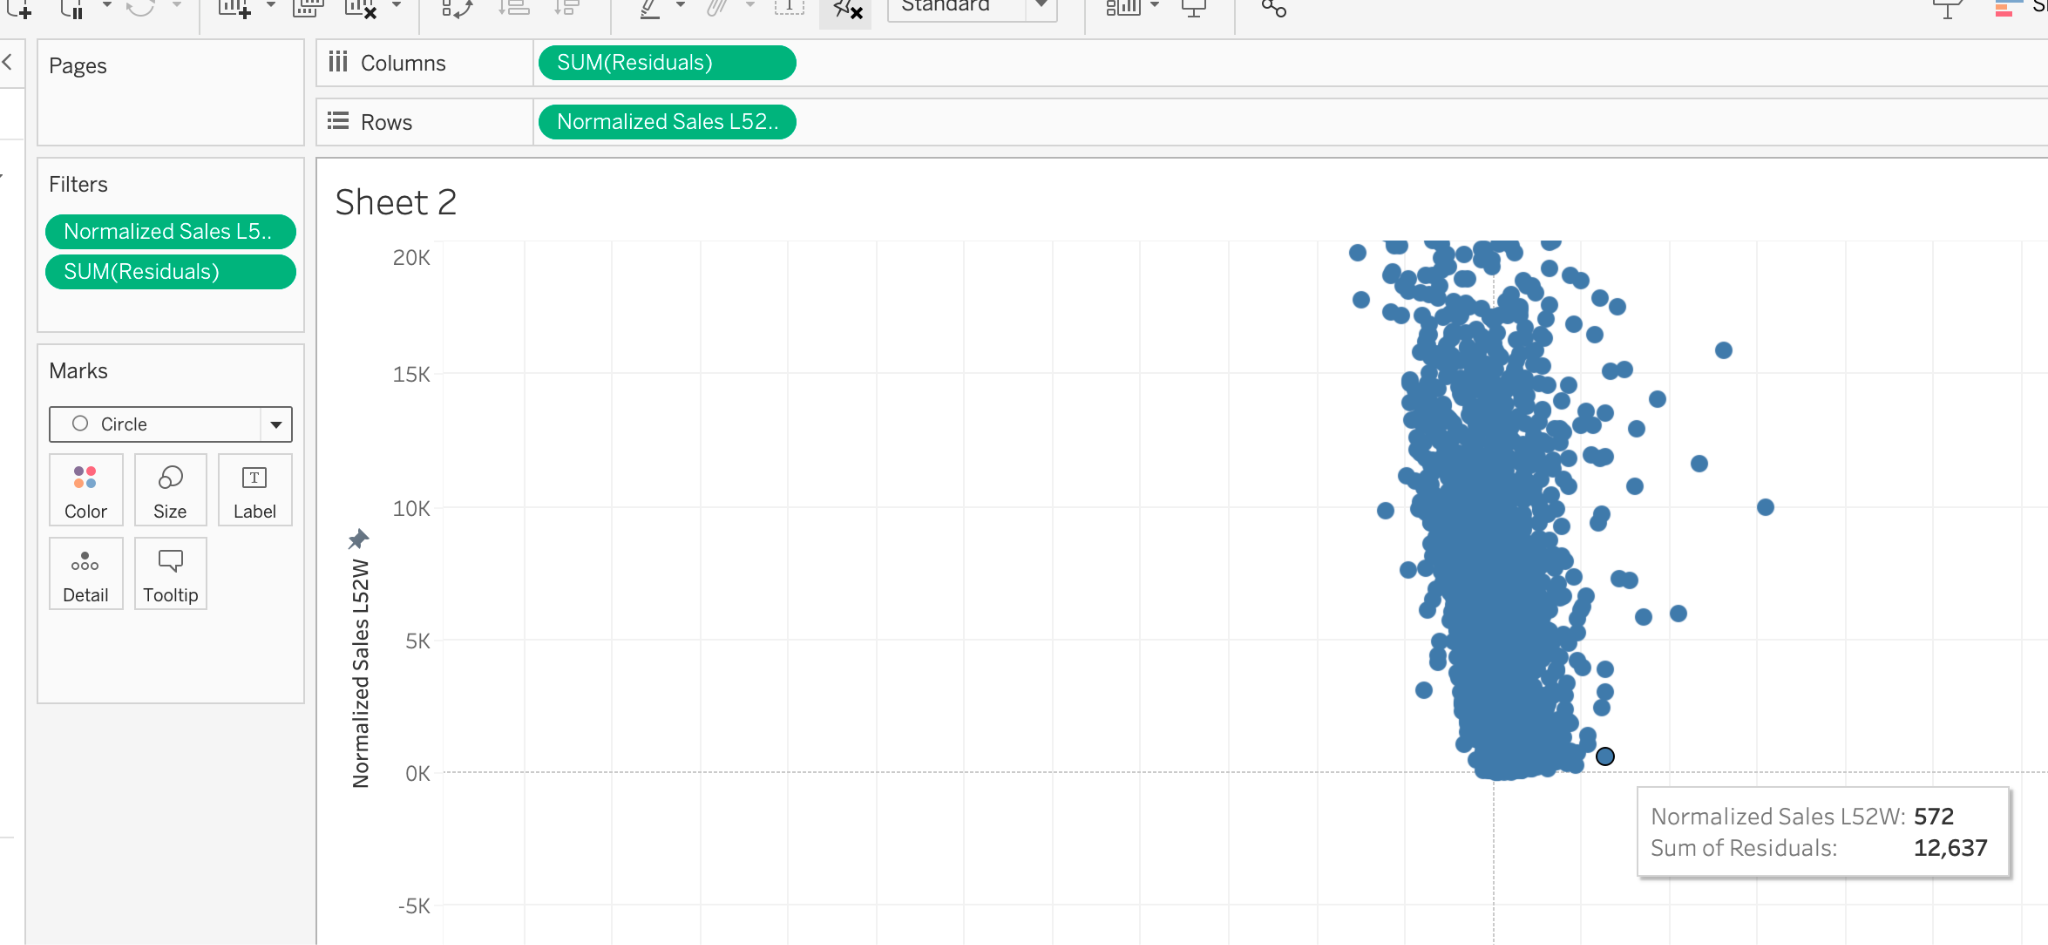 Standard
Pages
Columns
SUM(Residuals)
Rows
Normalized Sales L52..
Filters
Normalized Sales L5..
SUM(Residuals)
Sheet 2
Marks
Circle
Color
Size
Label
Detail
Tooltip
Normalized Sales L52W
20K
15K
10K
5K
0K
-5K
Normalized Sales L52W: 572
Sum of Residuals: 12,637